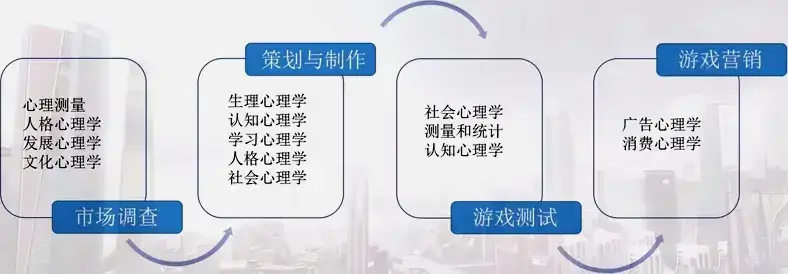 心理测量
人格心理学
发展心理学
文化心理学
市场调查
策划与制作
生理心理学
认知心理学
学习心理学
人格心理学
社会心理学
社会心理学
测量和统计
认知心理学
游戏测试
游戏营销
广告心理学
消费心理学